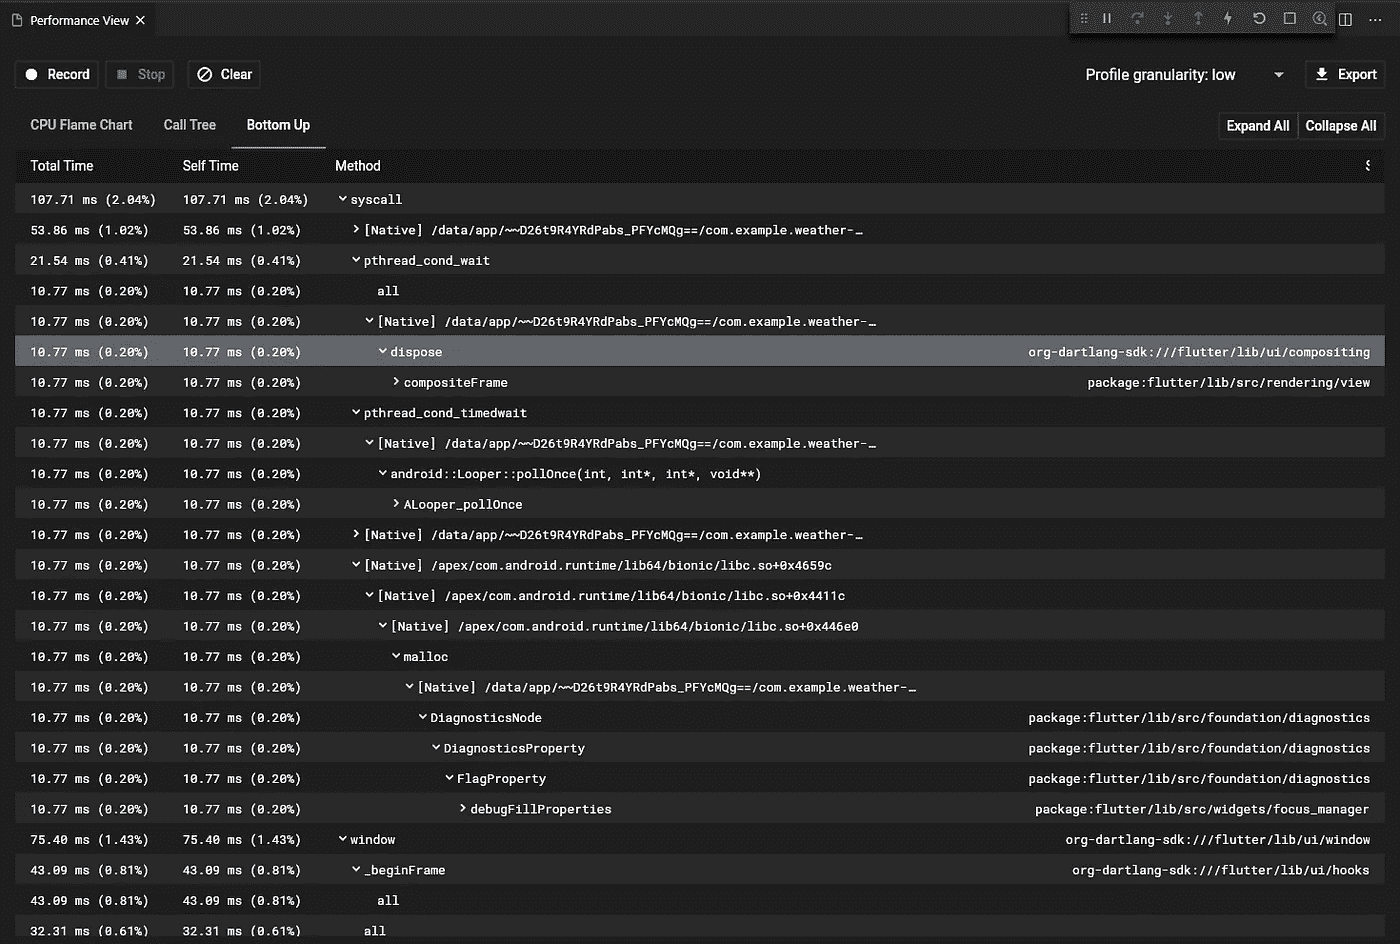 Performance View
Record Stop Clear Profile granularity: low Export
CPU Flame Chart Call Tree Bottom Up Expand All Collapse All
Total Time Self Time Method
107.71 ms (2.04%) 107.71 ms (2.04%) syscall
53.86 ms (1.02%) 53.86 ms (1.02%) [Native] /data/app/~~D26t9R4YRdPabs_PFYcMQg==/com.example.weather-…
21.54 ms (0.41%) 21.54 ms (0.41%) pthread_cond_wait
10.77 ms (0.20%) 10.77 ms (0.20%) all
10.77 ms (0.20%) 10.77 ms (0.20%) [Native] /data/app/~~D26t9R4YRdPabs_PFYcMQg==/com.example.weather-…
10.77 ms (0.20%) 10.77 ms (0.20%) dispose org-dartlang-sdk:///flutter/lib/ui/compositing
10.77 ms (0.20%) 10.77 ms (0.20%) compositeFrame package:flutter/lib/src/rendering/view
10.77 ms (0.20%) 10.77 ms (0.20%) pthread_cond_timedwait
10.77 ms (0.20%) 10.77 ms (0.20%) [Native] /data/app/~~D26t9R4YRdPabs_PFYcMQg==/com.example.weather-…
10.77 ms (0.20%) 10.77 ms (0.20%) android::Looper::pollOnce(int, int*, int*, void**)
10.77 ms (0.20%) 10.77 ms (0.20%) ALooper_pollOnce
10.77 ms (0.20%) 10.77 ms (0.20%) [Native] /data/app/~~D26t9R4YRdPabs_PFYcMQg==/com.example.weather-…
10.77 ms (0.20%) 10.77 ms (0.20%) [Native] /apex/com.android.runtime/lib64/bionic/libc.so+0x4659c
10.77 ms (0.20%) 10.77 ms (0.20%) [Native] /apex/com.android.runtime/lib64/bionic/libc.so+0x4411c
10.77 ms (0.20%) 10.77 ms (0.20%) [Native] /apex/com.android.runtime/lib64/bionic/libc.so+0x446e0
10.77 ms (0.20%) 10.77 ms (0.20%) malloc
10.77 ms (0.20%) 10.77 ms (0.20%) [Native] /data/app/~~D26t9R4YRdPabs_PFYcMQg==/com.example.weather-…
10.77 ms (0.20%) 10.77 ms (0.20%) DiagnosticsNode package:flutter/lib/src/foundation/diagnostics
10.77 ms (0.20%) 10.77 ms (0.20%) DiagnosticsProperty package:flutter/lib/src/foundation/diagnostics
10.77 ms (0.20%) 10.77 ms (0.20%) FlagProperty package:flutter/lib/src/foundation/diagnostics
10.77 ms (0.20%) 10.77 ms (0.20%) debugFillProperties package:flutter/lib/src/widgets/focus_manager
75.40 ms (1.43%) 75.40 ms (1.43%) window org-dartlang-sdk:///flutter/lib/ui/window
43.09 ms (0.81%) 43.09 ms (0.81%) _beginFrame org-dartlang-sdk:///flutter/lib/ui/hooks
43.09 ms (0.81%) 43.09 ms (0.81%) all
32.31 ms (0.61%) 32.31 ms (0.61%) all